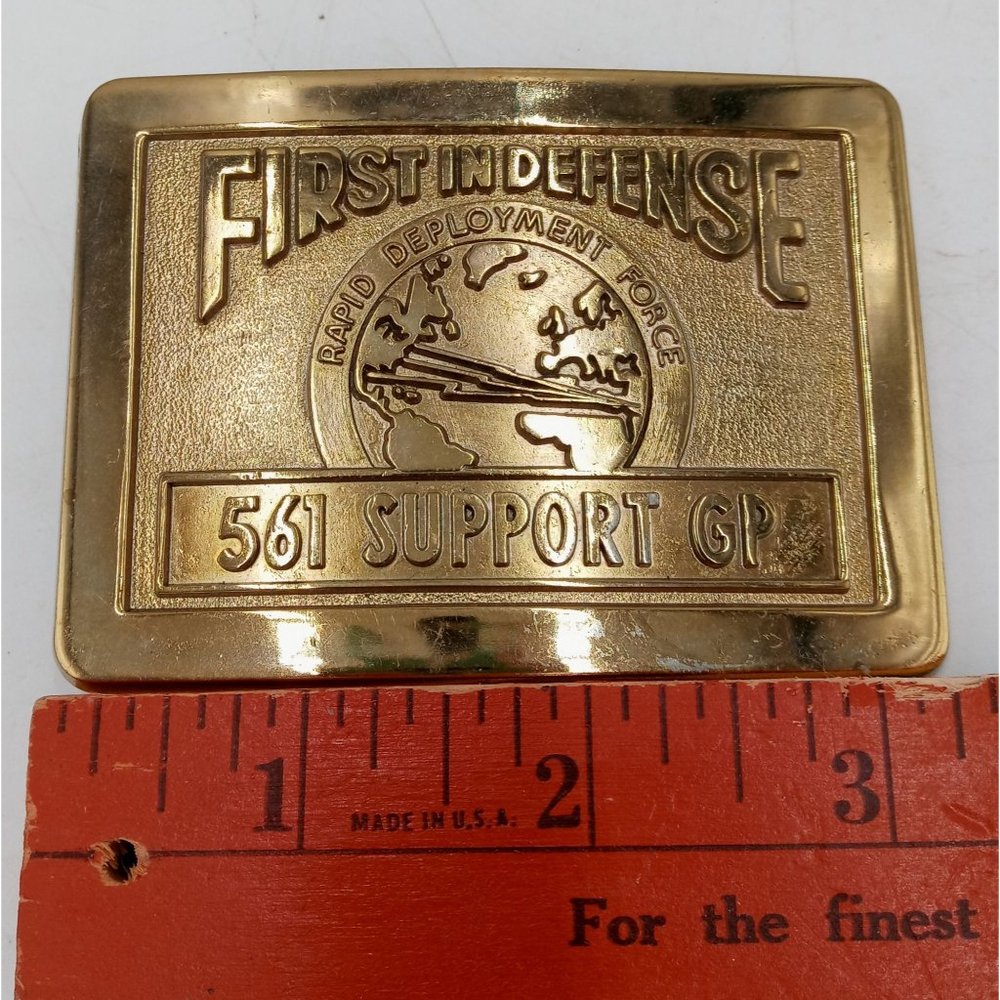 FIRST IN DEFENSE
RAPID DEPLOYMENT FORCE
561 SUPPORT GP
1 2 3
MADE IN U.S.A.
For the finest